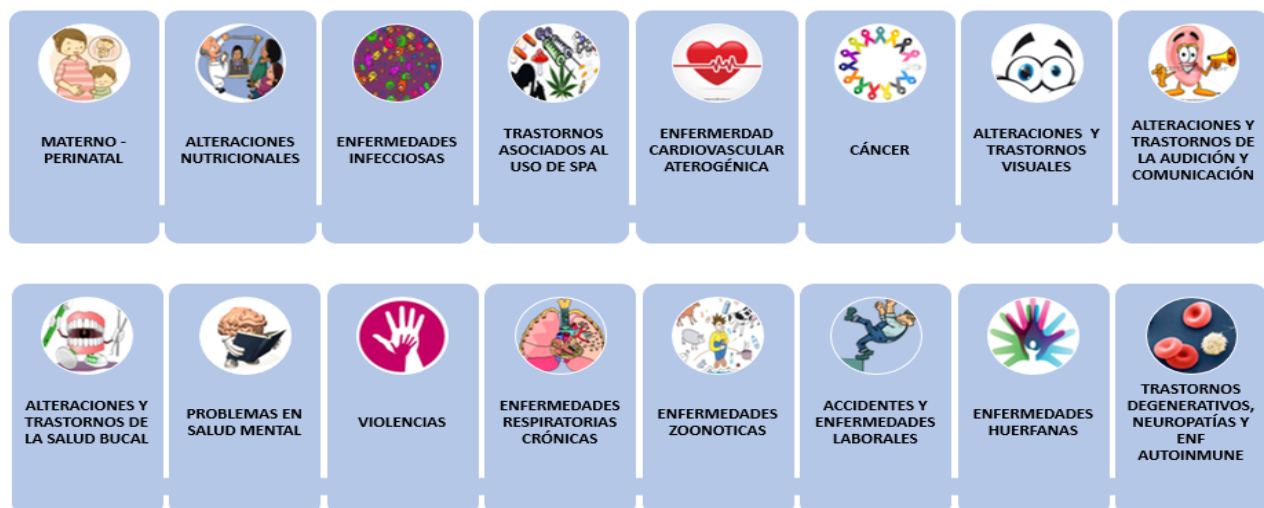 MATERNO -
PERINATAL
ALTERACIONES
NUTRICIONALES
ENFERMEDADES
INFECCIOSAS
TRASTORNOS
ASOCIADOS AL
USO DE SPA
ENFERMERDAD
CARDIOVASCULAR
ATEROGÉNICA
CÁNCER
ALTERACIONES Y
TRASTORNOS
VISUALES
ALTERACIONES Y
TRASTORNOS DE
LA AUDICIÓN Y
COMUNICACIÓN
ALTERACIONES Y
TRASTORNOS DE
LA SALUD BUCAL
PROBLEMAS EN
SALUD MENTAL
VIOLENCIAS
ENFERMEDADES
RESPIRATORIAS
CRÓNICAS
ENFERMEDADES
ZOONOTICAS
ACCIDENTES Y
ENFERMEDADES
LABORALES
ENFERMEDADES
HUERFANAS
TRASTORNOS
DEGENERATIVOS,
NEUROPATÍAS Y
ENF
AUTOINMUNE